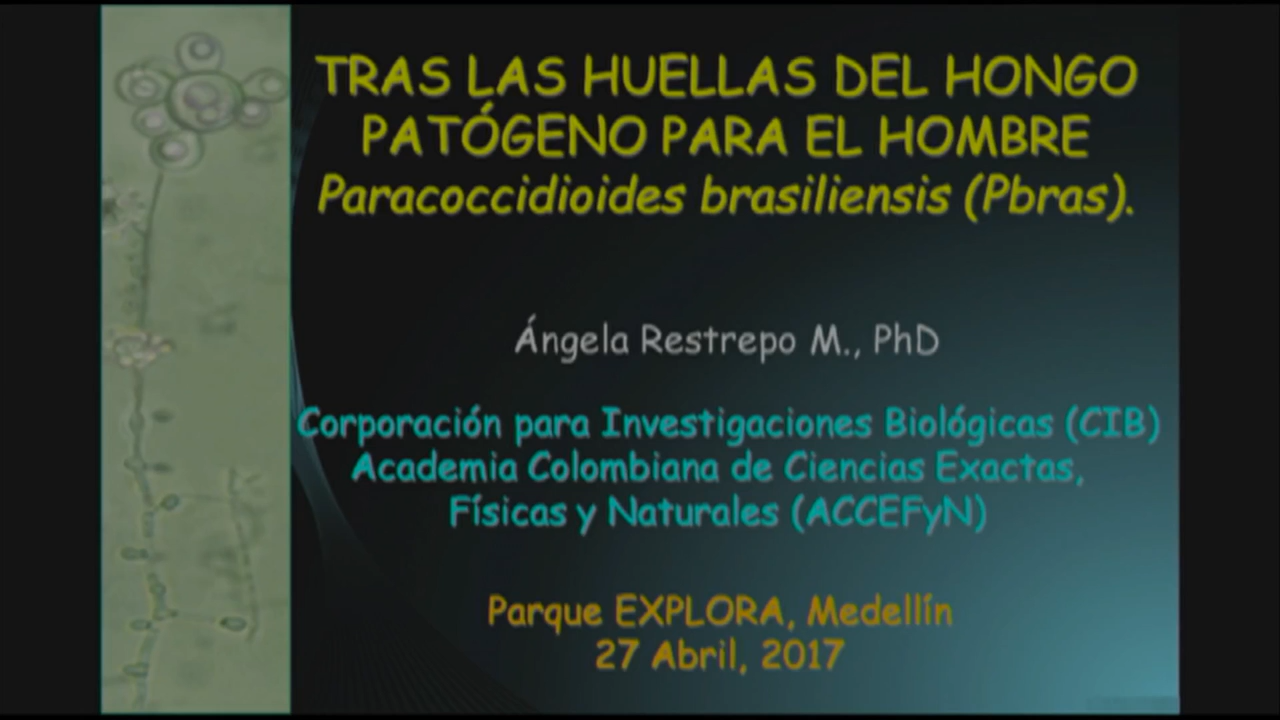 TRAS LAS HUELLAS DEL HONGO
PATÓGENO PARA EL HOMBRE
Paracoccidioides brasiliensis (Pbras).
Ángela Restrepo M., PhD
Corporación para Investigaciones Biológicas (CIB)
Academia Colombiana de Ciencias Exactas,
Físicas y Naturales (ACCEFyN)
Parque EXPLORA, Medellín
27 Abril, 2017